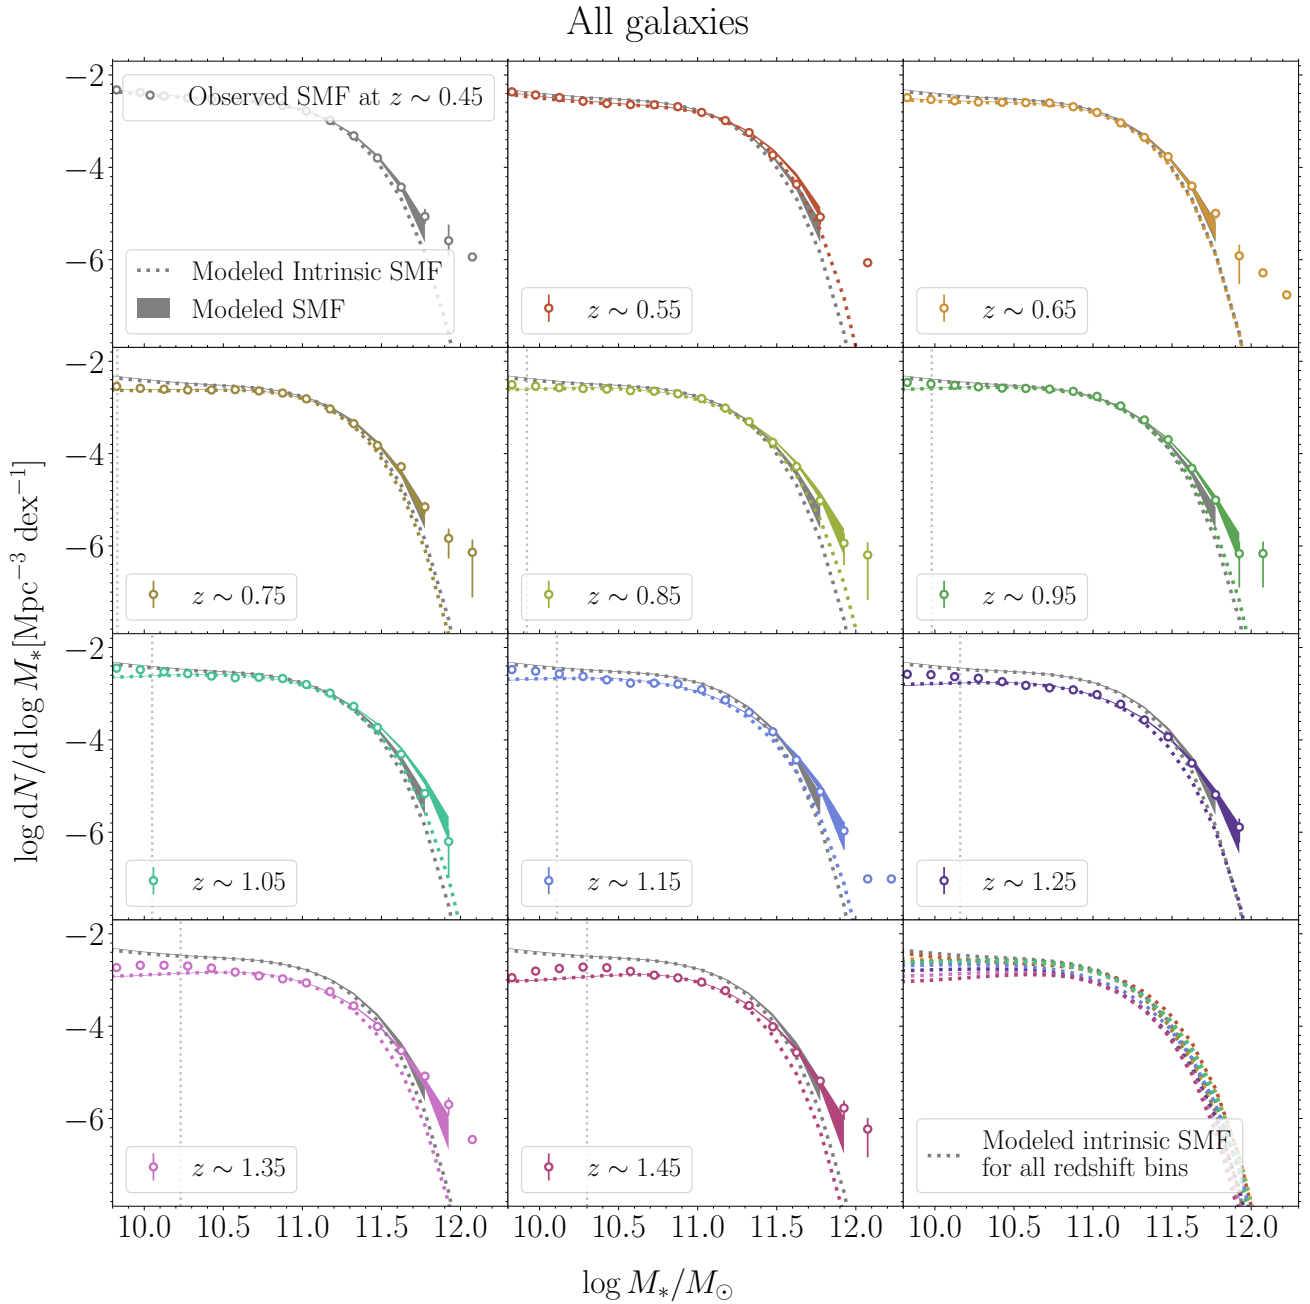 All galaxies
−2
−4
−6
Observed SMF at z ∼ 0.45
Modeled Intrinsic SMF
Modeled SMF
z ∼ 0.55
z ∼ 0.65
−2
−4
−6
z ∼ 0.75
z ∼ 0.85
z ∼ 0.95
log dN/d log M* [Mpc⁻³ dex⁻¹]
−2
−4
−6
z ∼ 1.05
z ∼ 1.15
z ∼ 1.25
−2
−4
−6
z ∼ 1.35
z ∼ 1.45
Modeled intrinsic SMF
for all redshift bins
10.0 10.5 11.0 11.5 12.0 10.0 10.5 11.0 11.5 12.0 10.0 10.5 11.0 11.5 12.0
log M*/M⊙